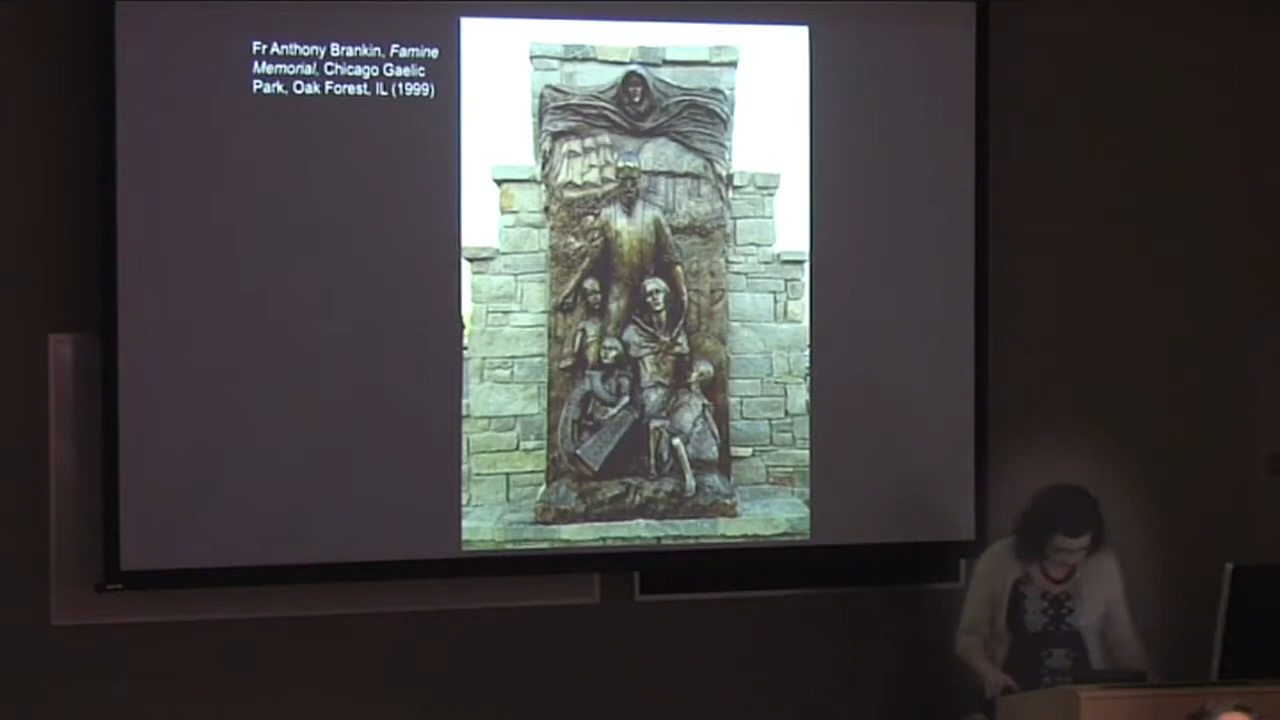 Fr Anthony Brankin, Famine
Memorial, Chicago Gaelic
Park, Oak Forest, IL (1999)